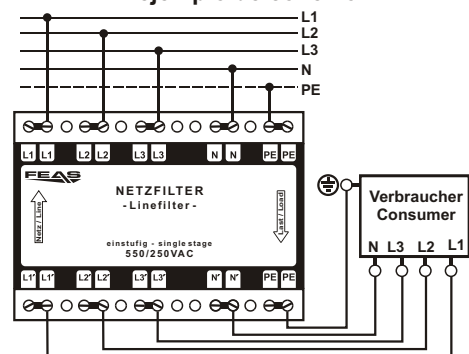 L1
L2
L3
N
PE
L1 L1 L2 L2 L3 L3 N N PE PE
FEAS
Netz / Line
NETZFILTER
- Linefilter -
Last / Load
einstufig - single stage
550/250VAC
L1' L1' L2' L2' L3' L3' N' N' PE PE
Verbraucher
Consumer
N L3 L2 L1